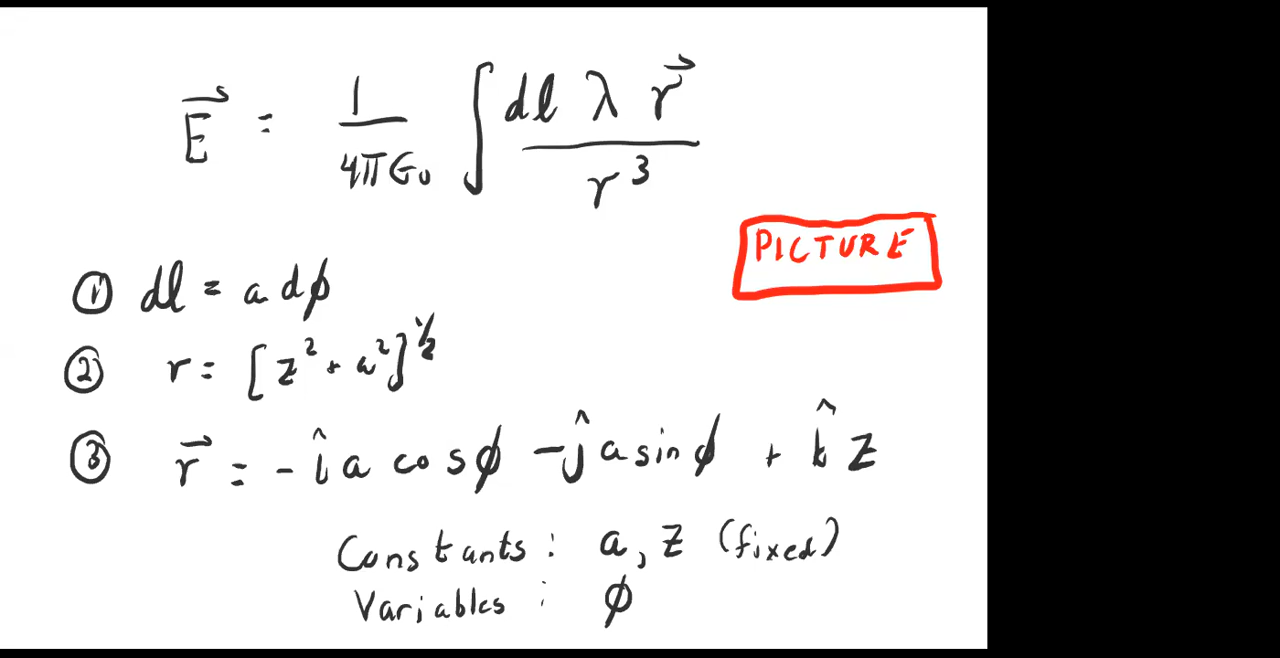 E⃗ = 1/4πε₀ ∫ dl λ r⃗ / r³
PICTURE
① dl = a dϕ
② r = [z² + a²]^½
③ r⃗ = -î a cosϕ - ĵ a sinϕ + k̂ z
Constants : a, z (fixed)
Variables : ϕ